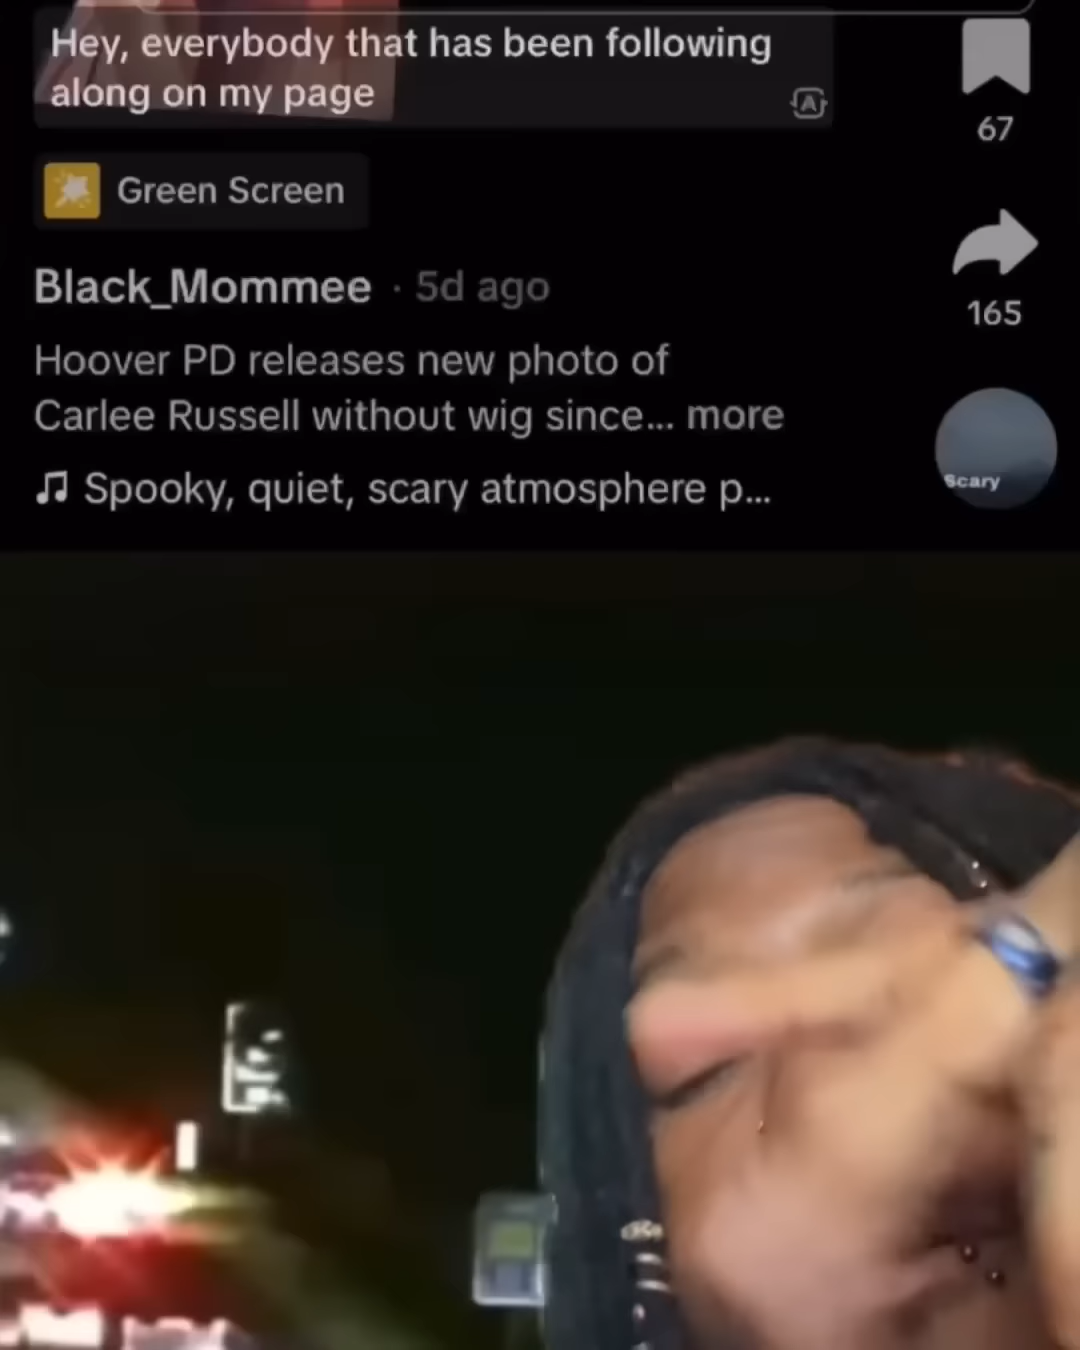 Hey, everybody that has been following
along on my page
A
67
Green Screen
165
Black_Mommee · 5d ago
Hoover PD releases new photo of
Carlee Russell without wig since... more
Spooky, quiet, scary atmosphere p...
Scary